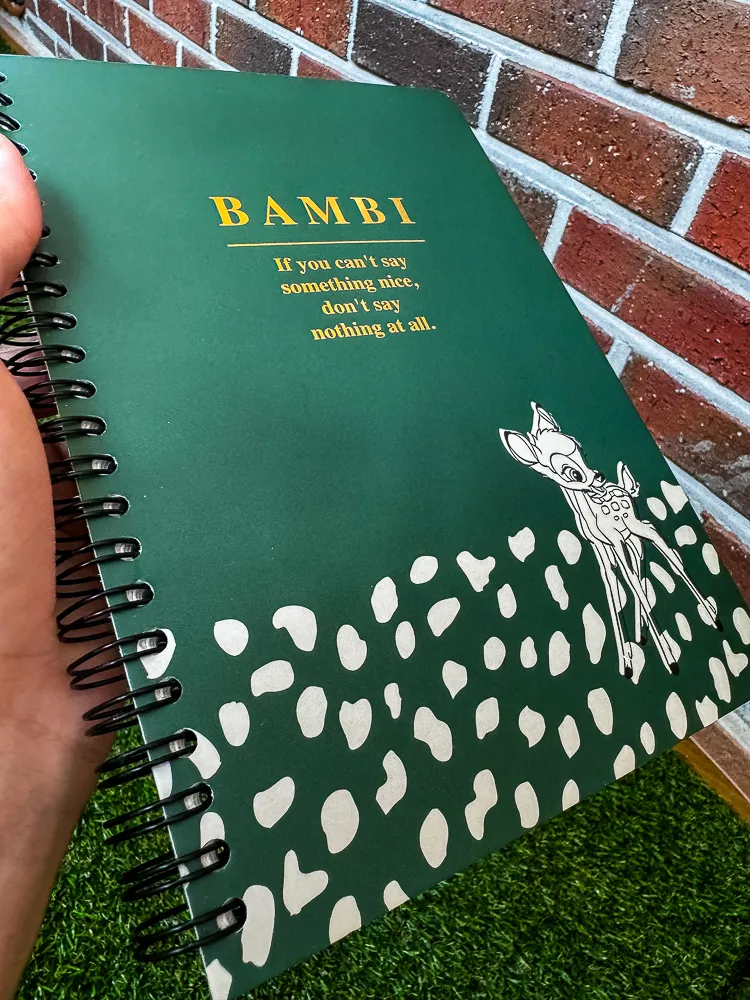 BAMBI
If you can't say
something nice,
don't say
nothing at all.